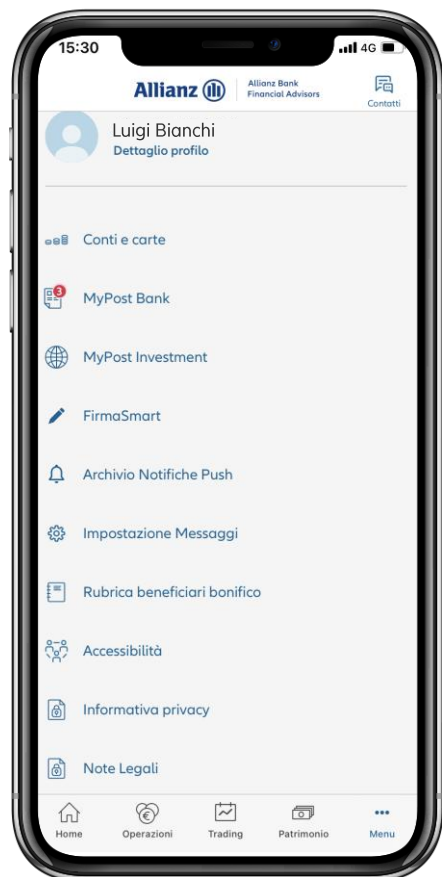 15:30
4G
Allianz
Allianz Bank
Financial Advisors
Contatti
Luigi Bianchi
Dettaglio profilo
Conti e carte
3
MyPost Bank
MyPost Investment
FirmaSmart
Archivio Notifiche Push
Impostazione Messaggi
Rubrica beneficiari bonifico
Accessibilità
Informativa privacy
Note Legali
Home
Operazioni
Trading
Patrimonio
Menu